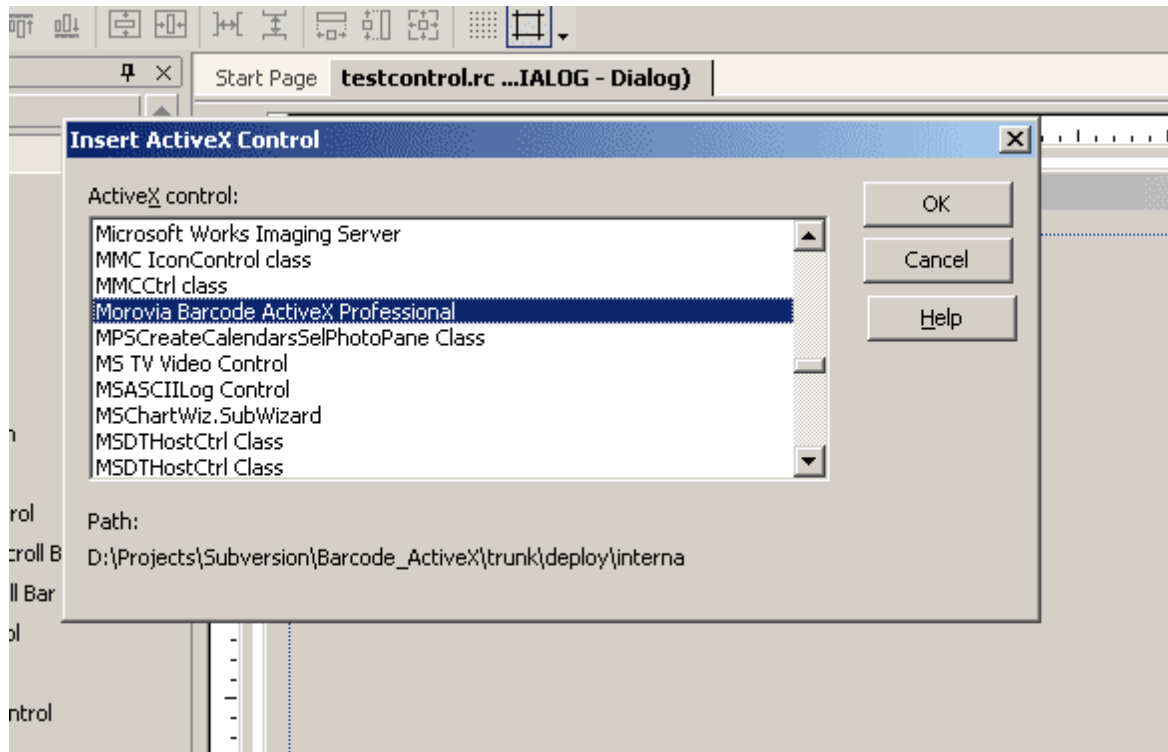 Start Page testcontrol.rc ...IALOG - Dialog)
Insert ActiveX Control
ActiveX control:
OK
Microsoft Works Imaging Server
MMC IconControl class
Cancel
MMCCtrl class
Morovia Barcode ActiveX Professional
Help
MPSCreateCalendarsSelPhotoPane Class
MS TV Video Control
MSASCIILog Control
MSChartWiz.SubWizard
MSDTHostCtrl Class
MSDTHostCtrl Class
rol
Path:
croll B
D:\Projects\Subversion\Barcode_ActiveX\trunk\deploy\interna
ll Bar
ol
ntrol